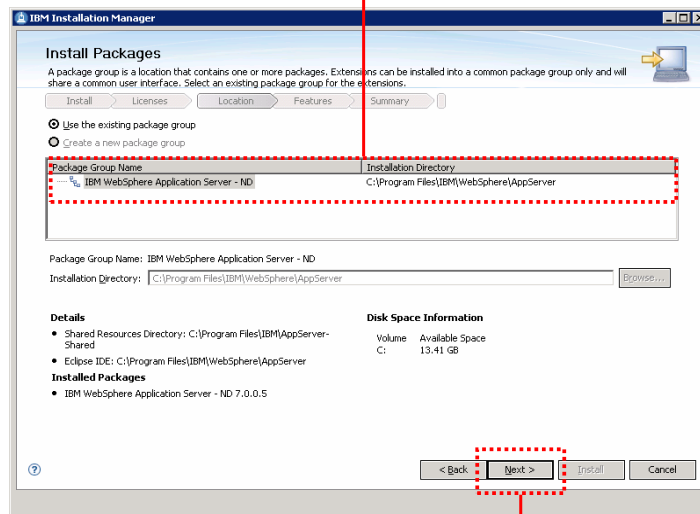 IBM Installation Manager
Install Packages
A package group is a location that contains one or more packages. Extensions can be installed into a common package group only and will
share a common user interface. Select an existing package group for the extensions.
Install Licenses Location Features Summary
Use the existing package group
Create a new package group
Package Group Name Installation Directory
IBM WebSphere Application Server - ND C:\Program Files\IBM\WebSphere\AppServer
Package Group Name: IBM WebSphere Application Server - ND
Installation Directory: C:\Program Files\IBM\WebSphere\AppServer Browse...
Details Disk Space Information
• Shared Resources Directory: C:\Program Files\IBM\AppServer-
Shared
Volume Available Space
C: 13.41 GB
• Eclipse IDE: C:\Program Files\IBM\WebSphere\AppServer
Installed Packages
• IBM WebSphere Application Server - ND 7.0.0.5
? < Back Next > Install Cancel